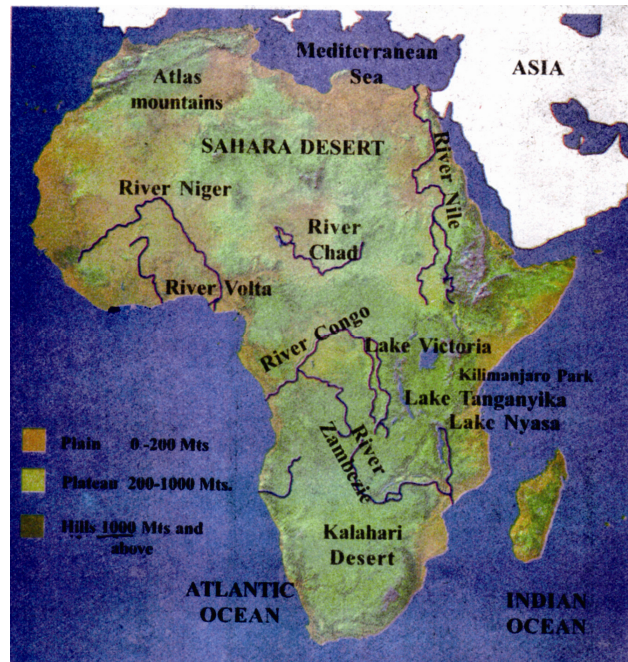 Mediterranean
Sea
ASIA
Atlas
mountains
SAHARA DESERT
River Nile
River Niger
River
Chad
River Volta
River Congo
Lake Victoria
Kilimanjaro Park
Lake Tanganyika
Lake Nyasa
River
Zambezie
Plain 0-200 Mts
Plateau 200-1000 Mts.
Hills 1000 Mts and
above
Kalahari
Desert
ATLANTIC
OCEAN
INDIAN
OCEAN